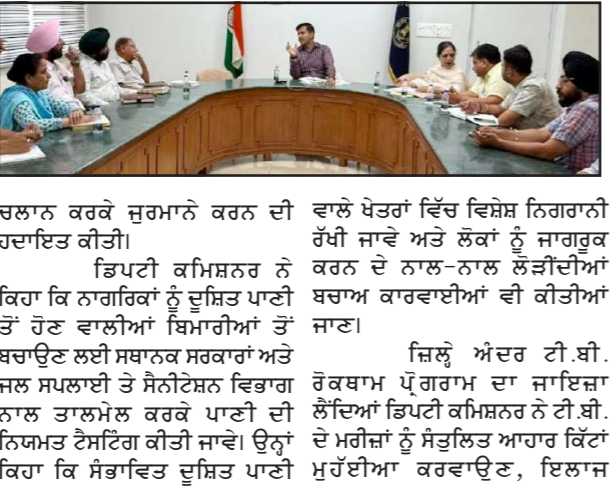 ਚਲਾਨ ਕਰਕੇ ਜੁਰਮਾਨੇ ਕਰਨ ਦੀ
ਹਦਾਇਤ ਕੀਤੀ।
ਡਿਪਟੀ ਕਮਿਸ਼ਨਰ ਨੇ
ਕਿਹਾ ਕਿ ਨਾਗਰਿਕਾਂ ਨੂੰ ਦੂਸ਼ਿਤ ਪਾਣੀ
ਤੋਂ ਹੋਣ ਵਾਲੀਆਂ ਬਿਮਾਰੀਆਂ ਤੋਂ
ਬਚਾਉਣ ਲਈ ਸਥਾਨਕ ਸਰਕਾਰਾਂ ਅਤੇ
ਜਲ ਸਪਲਾਈ ਤੇ ਸੈਨੀਟੇਸ਼ਨ ਵਿਭਾਗ
ਨਾਲ ਤਾਲਮੇਲ ਕਰਕੇ ਪਾਣੀ ਦੀ
ਨਿਯਮਤ ਟੈਸਟਿੰਗ ਕੀਤੀ ਜਾਵੇ। ਉਨ੍ਹਾਂ
ਕਿਹਾ ਕਿ ਸੰਭਾਵਿਤ ਦੂਸ਼ਿਤ ਪਾਣੀ
ਵਾਲੇ ਖੇਤਰਾਂ ਵਿੱਚ ਵਿਸ਼ੇਸ਼ ਨਿਗਰਾਨੀ
ਰੱਖੀ ਜਾਵੇ ਅਤੇ ਲੋਕਾਂ ਨੂੰ ਜਾਗਰੂਕ
ਕਰਨ ਦੇ ਨਾਲ-ਨਾਲ ਲੋੜੀਂਦੀਆਂ
ਬਚਾਅ ਕਾਰਵਾਈਆਂ ਵੀ ਕੀਤੀਆਂ
ਜਾਣ।
ਜ਼ਿਲ੍ਹੇ ਅੰਦਰ ਟੀ.ਬੀ.
ਰੋਕਥਾਮ ਪ੍ਰੋਗਰਾਮ ਦਾ ਜਾਇਜ਼ਾ
ਲੈਂਦਿਆਂ ਡਿਪਟੀ ਕਮਿਸ਼ਨਰ ਨੇ ਟੀ.ਬੀ.
ਦੇ ਮਰੀਜ਼ਾਂ ਨੂੰ ਸੰਤੁਲਿਤ ਆਹਾਰ ਕਿੱਟਾਂ
ਮੁਹੱਈਆ ਕਰਵਾਉਣ, ਇਲਾਜ